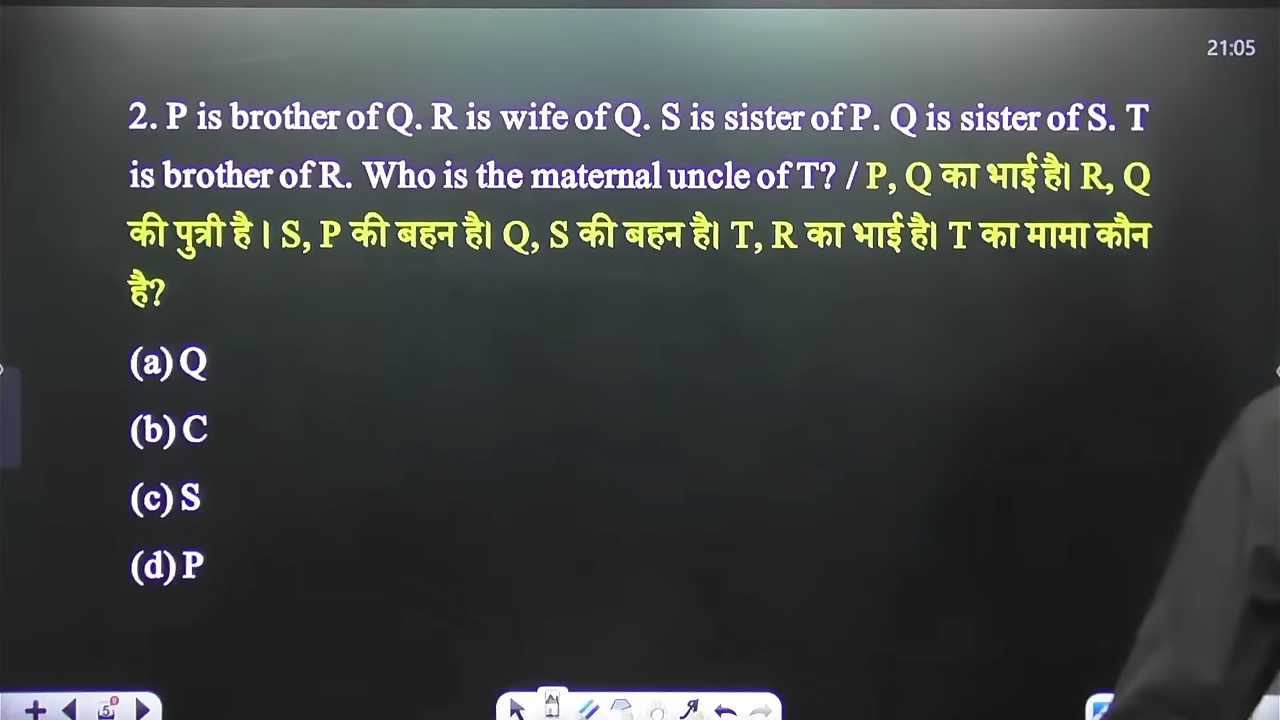 21:05
2. P is brother of Q. R is wife of Q. S is sister of P. Q is sister of S. T
is brother of R. Who is the maternal uncle of T? / P, Q का भाई है। R, Q
की पुत्री है । S, P की बहन है। Q, S की बहन है। T, R का भाई है। T का मामा कौन
है?
(a) Q
(b) C
(c) S
(d) P
5